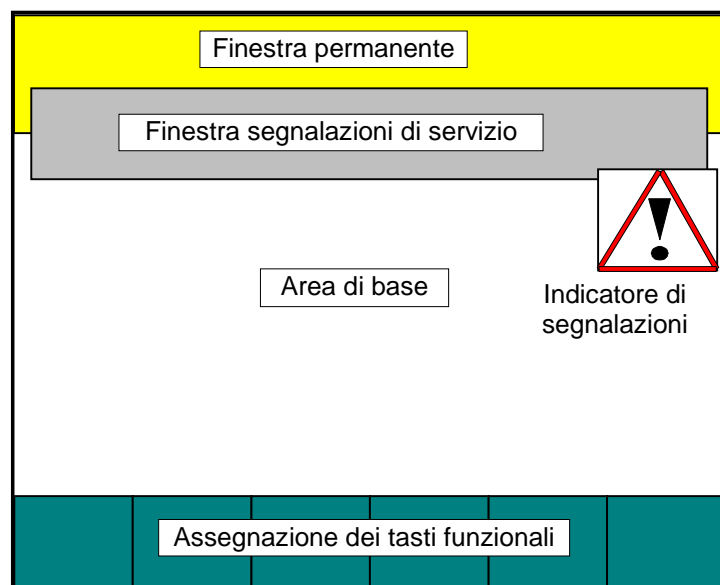 Finestra permanente
Finestra segnalazioni di servizio
Area di base
Indicatore di
segnalazioni
Assegnazione dei tasti funzionali